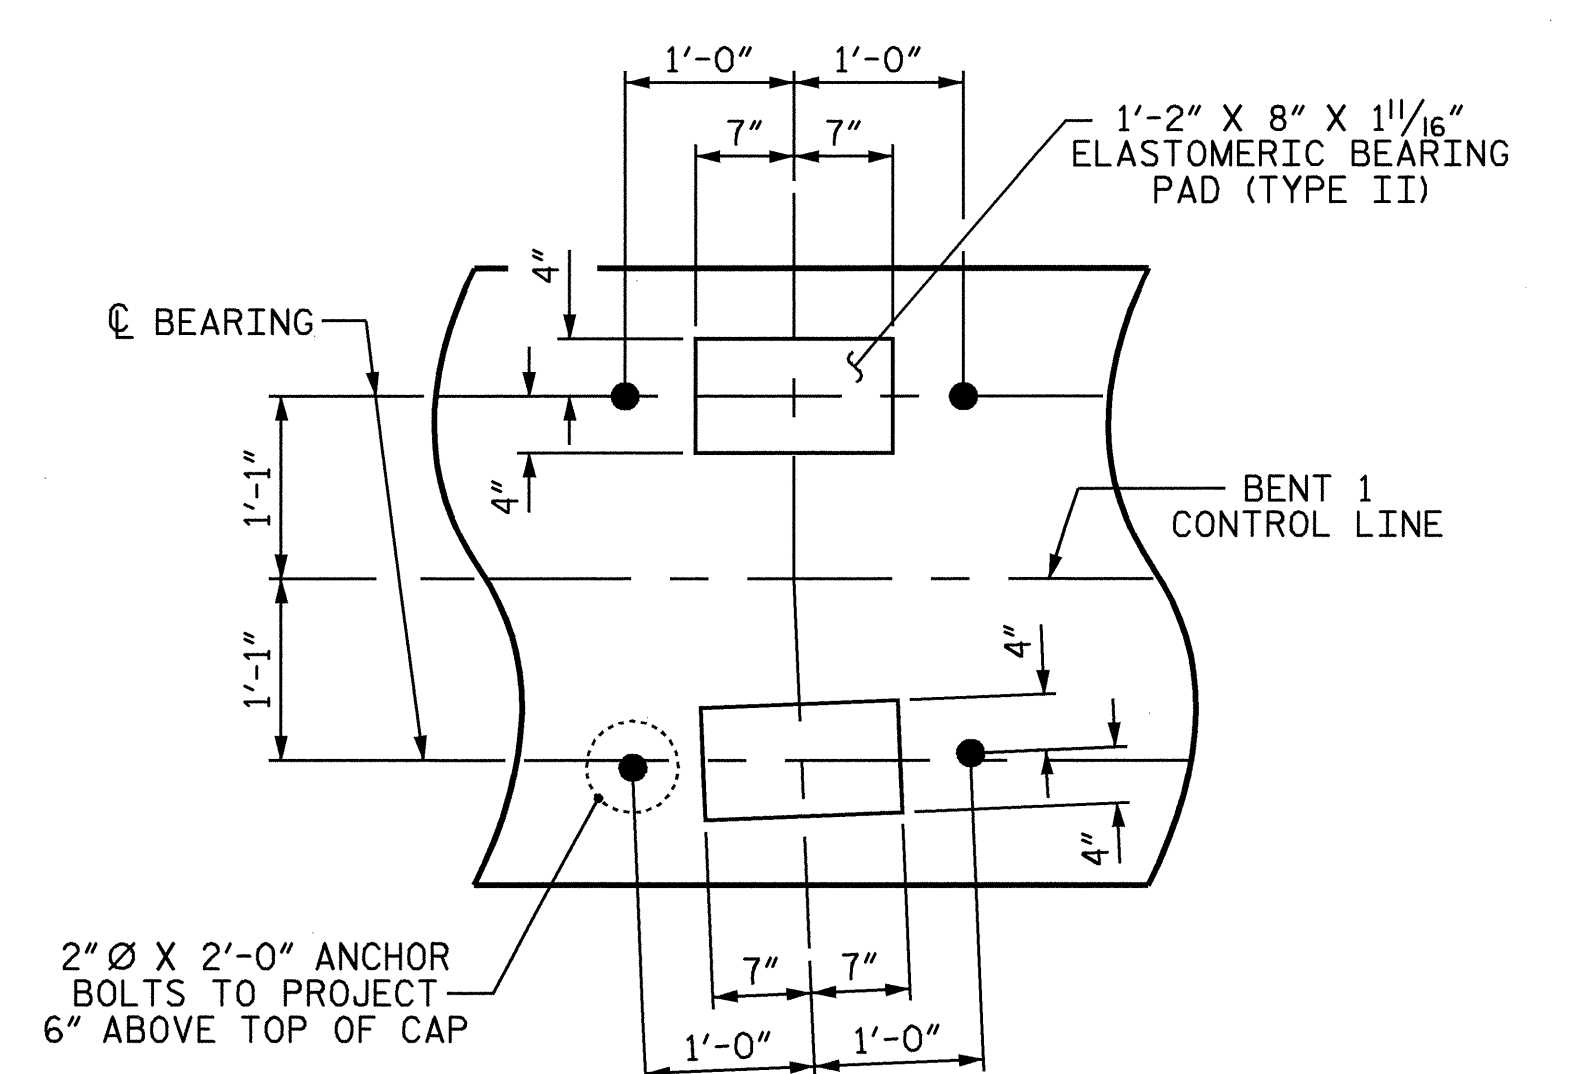 1'-0" 1'-0"
7" 7"
1'-2" X 8" X 1 11/16"
ELASTOMERIC BEARING
PAD (TYPE II)
4"
℄ BEARING
1'-1"
4"
BENT 1
CONTROL LINE
1'-1"
4"
4"
2"Ø X 2'-0" ANCHOR
BOLTS TO PROJECT
6" ABOVE TOP OF CAP
7" 7"
1'-0" 1'-0"